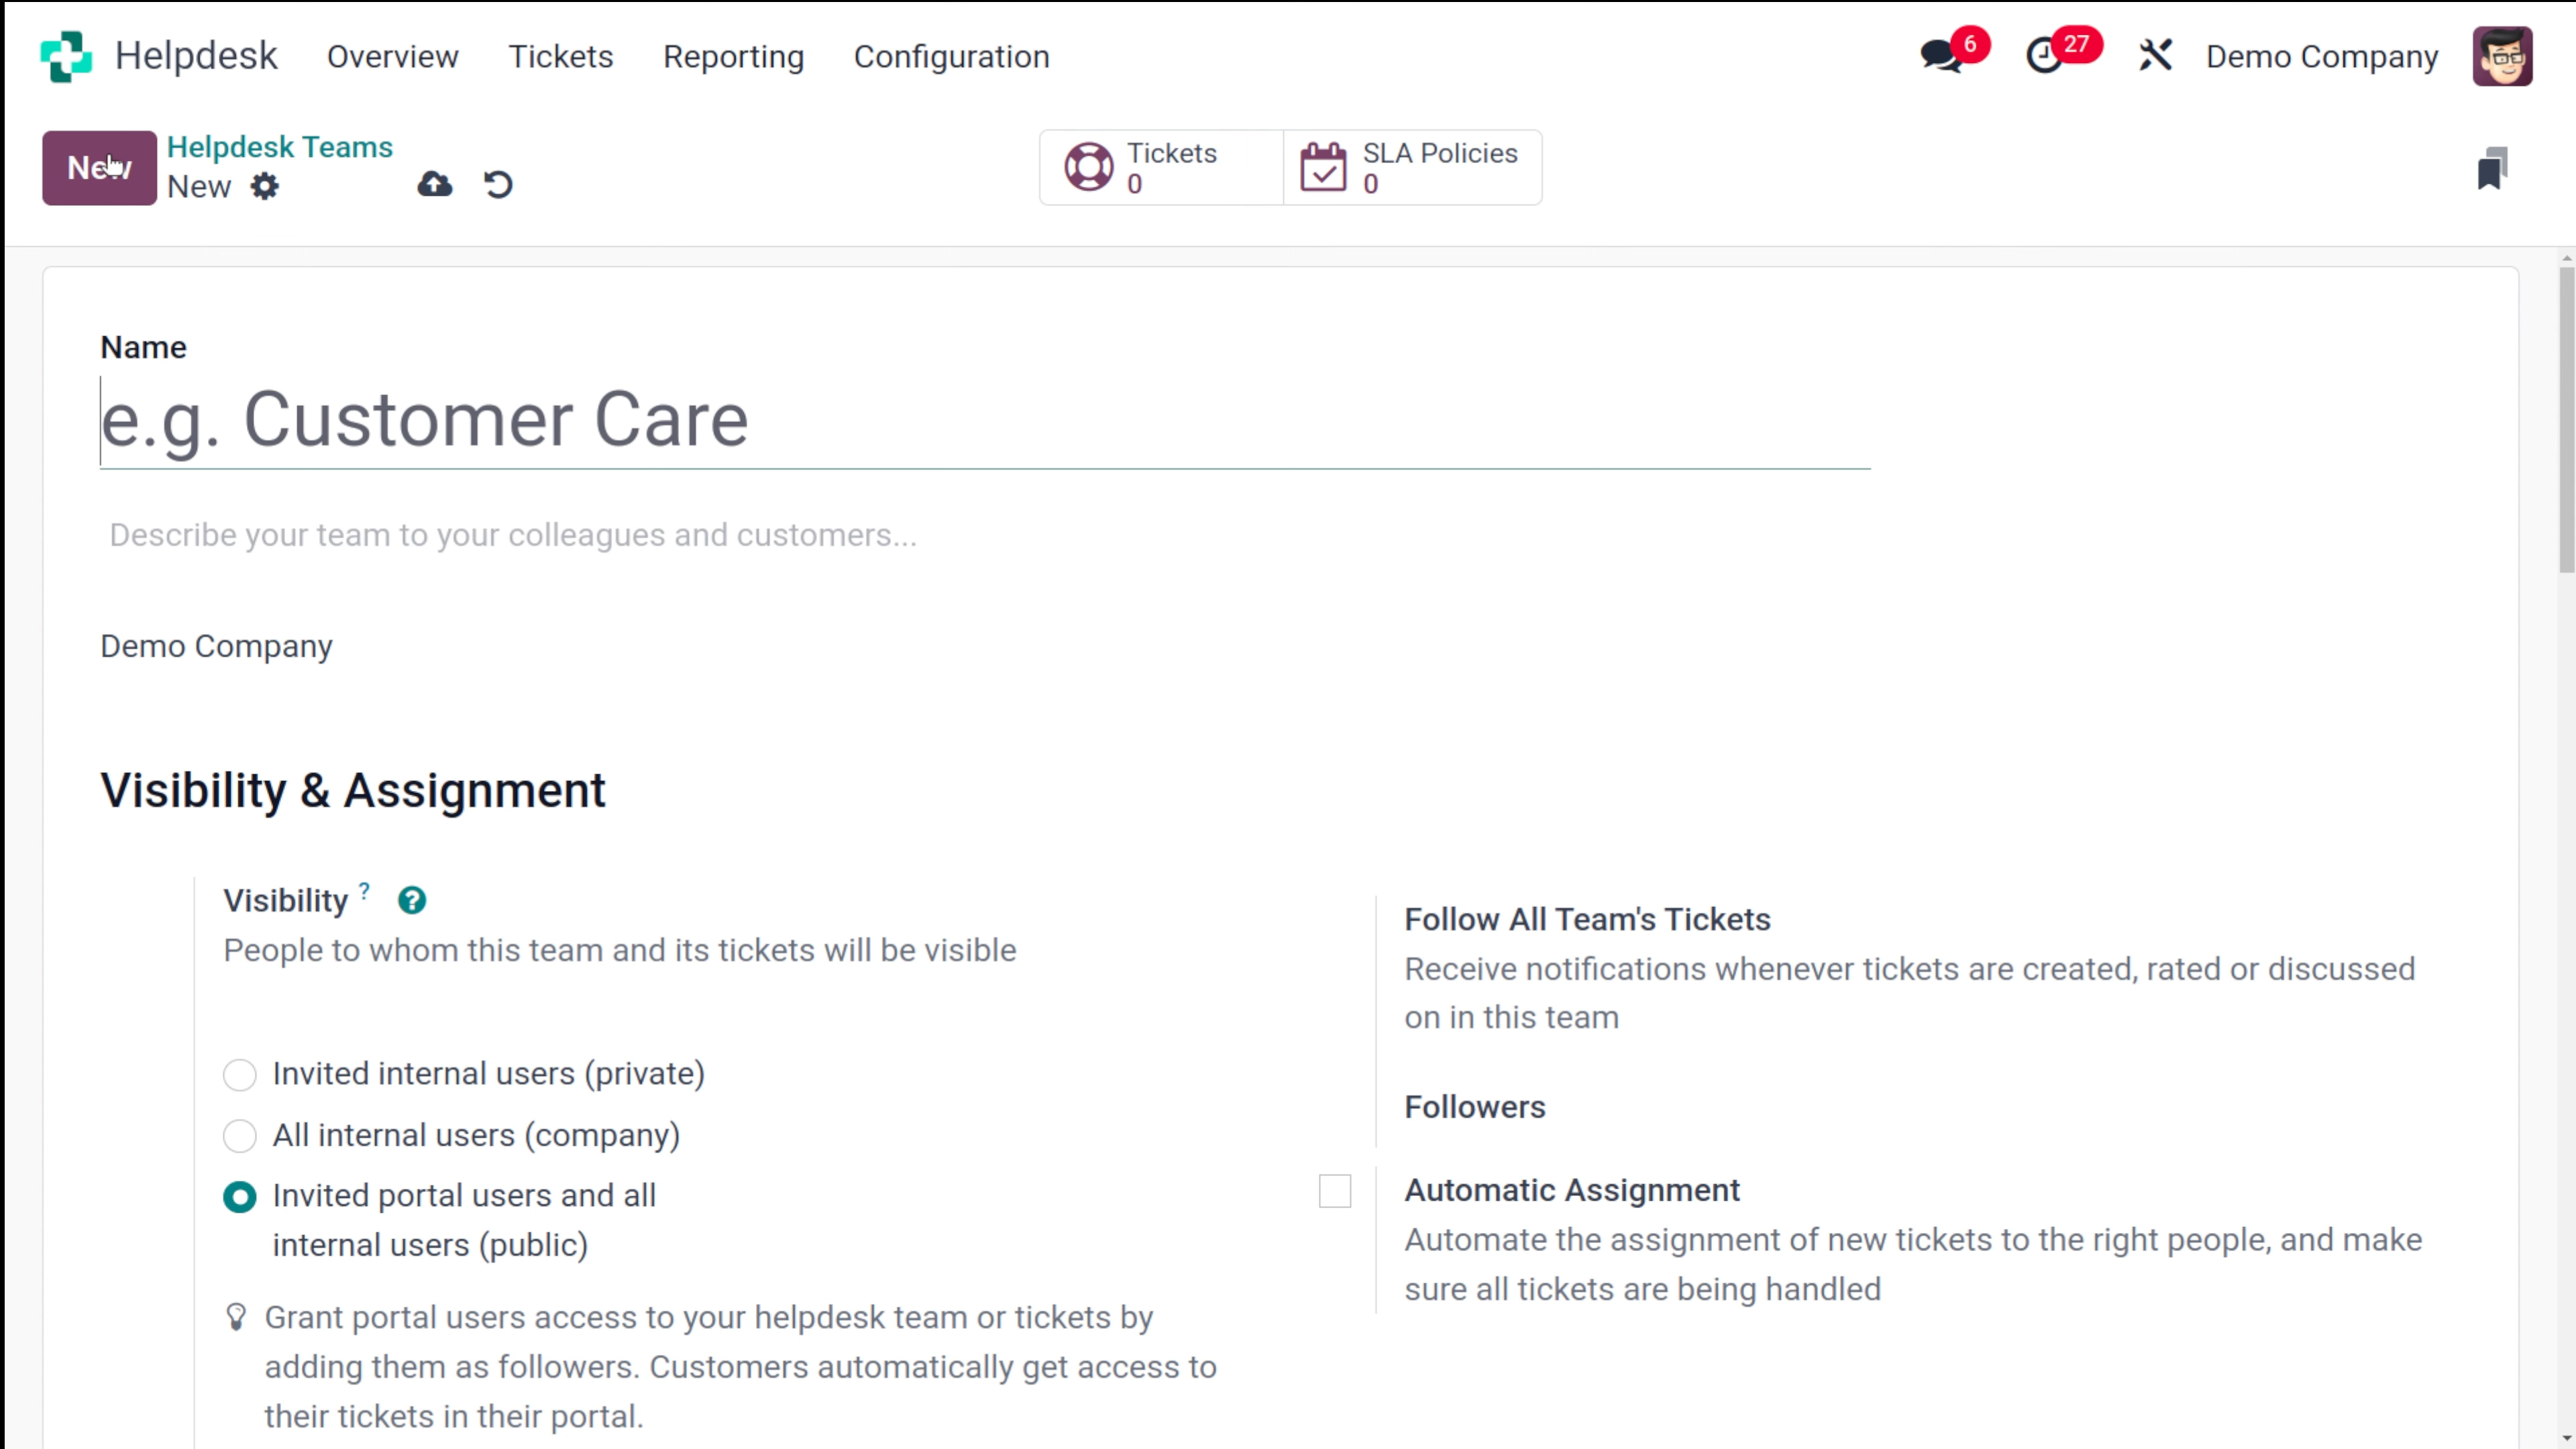 Helpdesk Overview Tickets Reporting Configuration 6 27 Demo Company
New Helpdesk Teams
New
Tickets
0
SLA Policies
0
Name
e.g. Customer Care
Describe your team to your colleagues and customers...
Demo Company
Visibility & Assignment
Visibility ? ?
People to whom this team and its tickets will be visible
Invited internal users (private)
All internal users (company)
Invited portal users and all
internal users (public)
Grant portal users access to your helpdesk team or tickets by
adding them as followers. Customers automatically get access to
their tickets in their portal.
Follow All Team's Tickets
Receive notifications whenever tickets are created, rated or discussed
on in this team
Followers
Automatic Assignment
Automate the assignment of new tickets to the right people, and make
sure all tickets are being handled